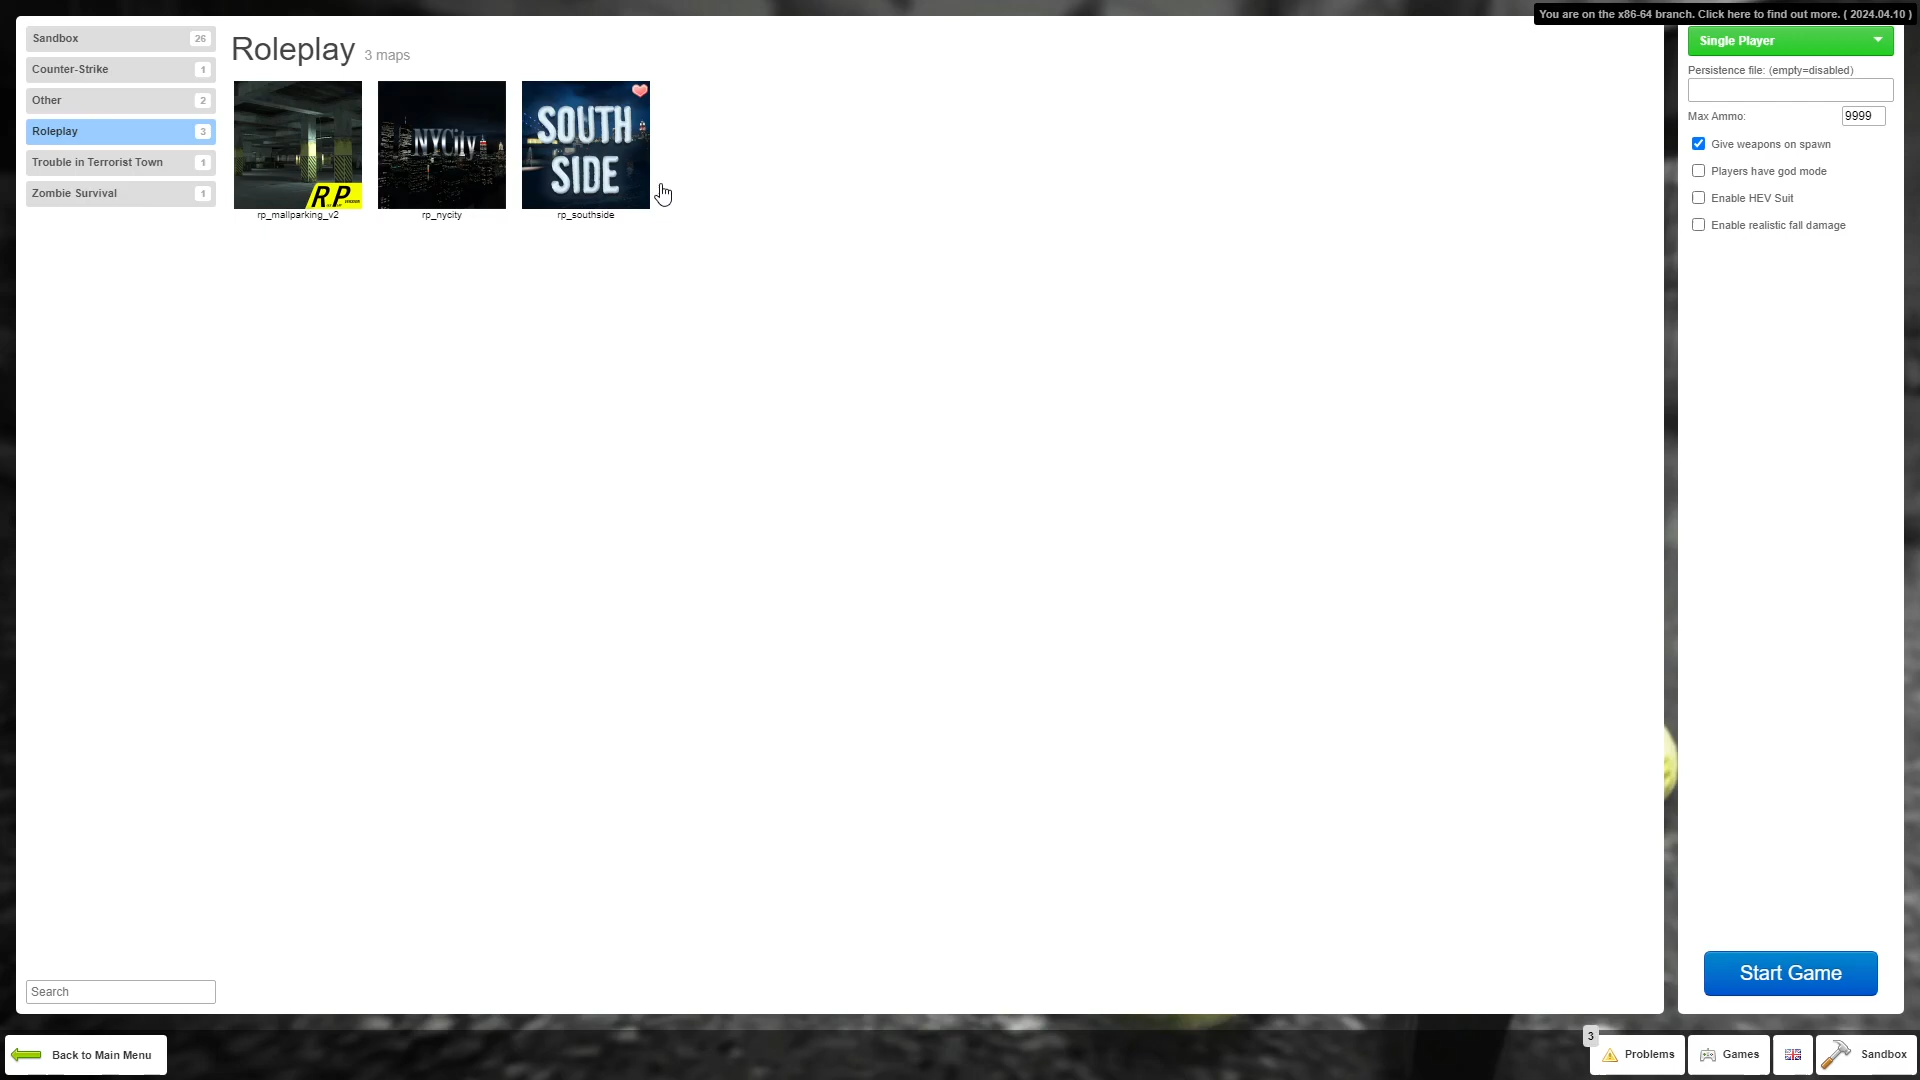 You are on the x86-64 branch. Click here to find out more. ( 2024.04.10 )
Sandbox 26
Counter-Strike 1
Other 2
Roleplay 3
Trouble in Terrorist Town 1
Zombie Survival 1
Search
Roleplay 3 maps
RP
rp_mallparking_v2
NYCity
rp_nycity
SOUTH
SIDE
rp_southside
Single Player
Persistence file: (empty=disabled)
Max Ammo: 9999
Give weapons on spawn
Players have god mode
Enable HEV Suit
Enable realistic fall damage
Start Game
Back to Main Menu
3
Problems
Games
Sandbox